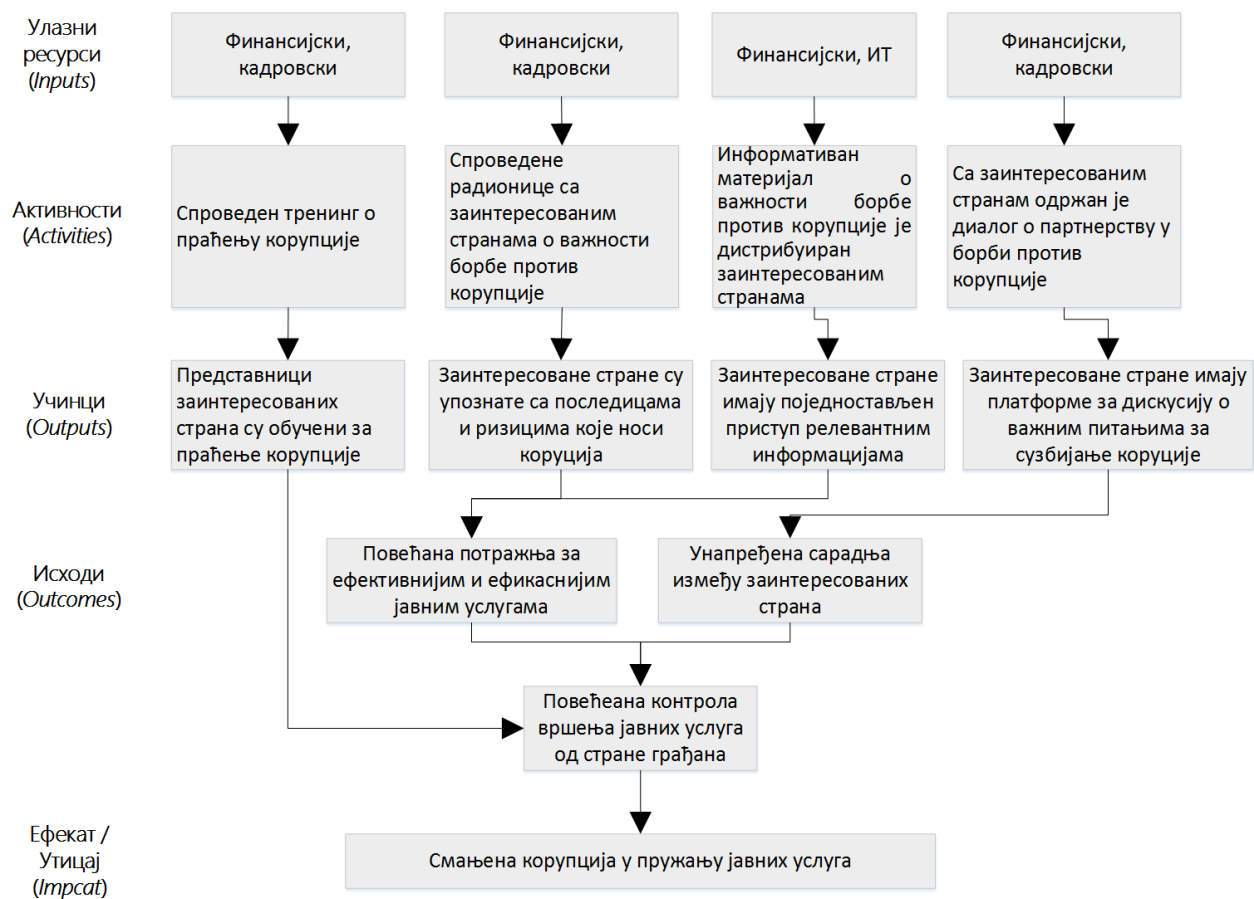 Улазни
ресурси
(Inputs)
Финансијски,
кадровски
Финансијски,
кадровски
Финансијски, ИТ
Финансијски,
кадровски
Активности
(Activities)
Спроведен тренинг о
праћењу корупције
Спроведене
радионице са
заинтересованим
странама о важности
борбе против
корупције
Информативан
материјал о
важности борбе
против корупције је
дистрибуиран
заинтересованим
странама
Са заинтересованим
странам одржан је
диалог о партнерству у
борби против
корупције
Учинци
(Outputs)
Представници
заинтересованих
страна су обучени за
праћење корупције
Заинтересоване стране су
упознате са последицама
и ризицима које носи
коруција
Заинтересоване стране
имају поједностављен
приступ релевантним
информацијама
Заинтересоване стране имају
платформе за дискусију о
важним питањима за
сузбијање коруције
Исходи
(Outcomes)
Повећана потражња за
ефективнијим и ефикаснијим
јавним услугама
Унапређена сарадња
између заинтересованих
страна
Повећеана контрола
вршења јавних услуга
од стране грађана
Ефекат /
Утицај
(Impcat)
Смањена корупција у пружању јавних услуга